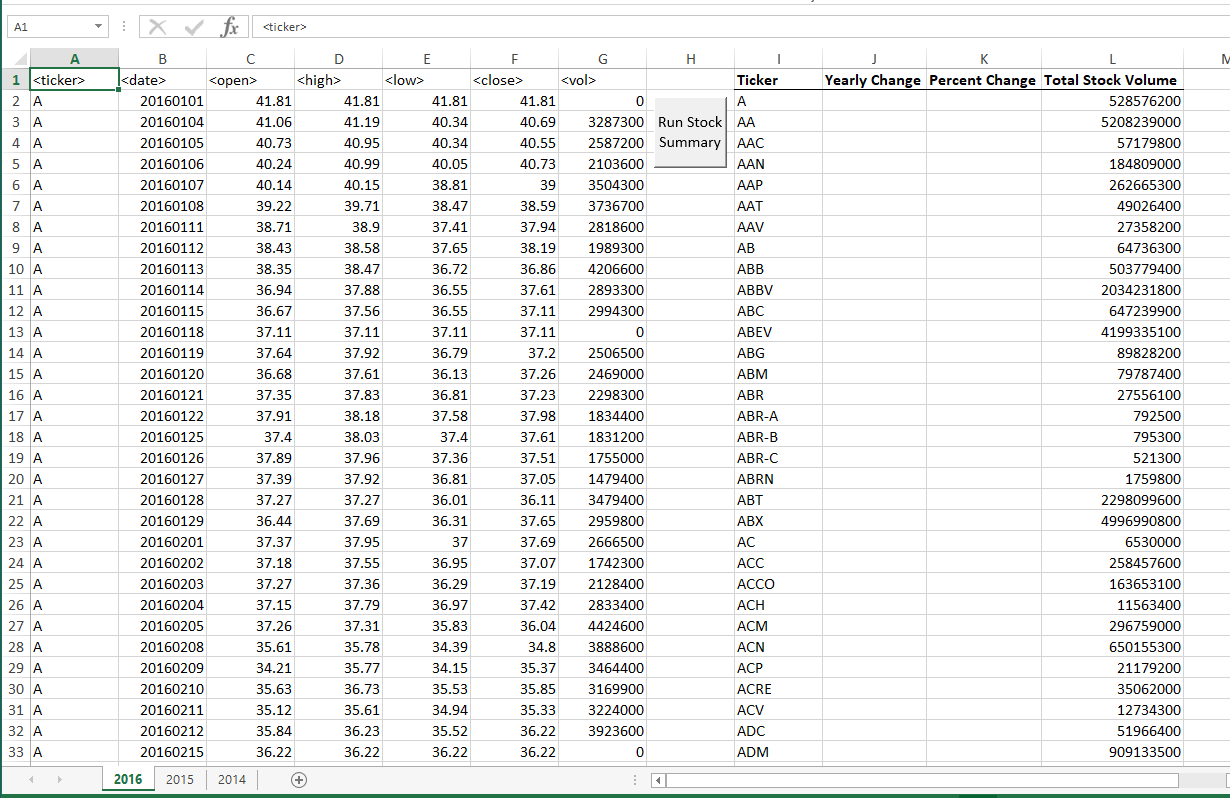 A1 fx <ticker>
A B C D E F G H I J K L M
1 <ticker> <date> <open> <high> <low> <close> <vol> Ticker Yearly Change Percent Change Total Stock Volume
2 A 20160101 41.81 41.81 41.81 41.81 0 A 528576200
3 A 20160104 41.06 41.19 40.34 40.69 3287300 Run Stock AA 5208239000
4 A 20160105 40.73 40.95 40.34 40.55 2587200 Summary AAC 57179800
5 A 20160106 40.24 40.99 40.05 40.73 2103600 AAN 184809000
6 A 20160107 40.14 40.15 38.81 39 3504300 AAP 262665300
7 A 20160108 39.22 39.71 38.47 38.59 3736700 AAT 49026400
8 A 20160111 38.71 38.9 37.41 37.94 2818600 AAV 27358200
9 A 20160112 38.43 38.58 37.65 38.19 1989300 AB 64736300
10 A 20160113 38.35 38.47 36.72 36.86 4206600 ABB 503779400
11 A 20160114 36.94 37.88 36.55 37.61 2893300 ABBV 2034231800
12 A 20160115 36.67 37.56 36.55 37.11 2994300 ABC 647239900
13 A 20160118 37.11 37.11 37.11 37.11 0 ABEV 4199335100
14 A 20160119 37.64 37.92 36.79 37.2 2506500 ABG 89828200
15 A 20160120 36.68 37.61 36.13 37.26 2469000 ABM 79787400
16 A 20160121 37.35 37.83 36.81 37.23 2298300 ABR 27556100
17 A 20160122 37.91 38.18 37.58 37.98 1834400 ABR-A 792500
18 A 20160125 37.4 38.03 37.4 37.61 1831200 ABR-B 795300
19 A 20160126 37.89 37.96 37.36 37.51 1755000 ABR-C 521300
20 A 20160127 37.39 37.92 36.81 37.05 1479400 ABRN 1759800
21 A 20160128 37.27 37.27 36.01 36.11 3479400 ABT 2298099600
22 A 20160129 36.44 37.69 36.31 37.65 2959800 ABX 4996990800
23 A 20160201 37.37 37.95 37 37.69 2666500 AC 6530000
24 A 20160202 37.18 37.55 36.95 37.07 1742300 ACC 258457600
25 A 20160203 37.27 37.36 36.29 37.19 2128400 ACCO 163653100
26 A 20160204 37.15 37.79 36.97 37.42 2833400 ACH 11563400
27 A 20160205 37.26 37.31 35.83 36.04 4424600 ACM 296759000
28 A 20160208 35.61 35.78 34.39 34.8 3888600 ACN 650155300
29 A 20160209 34.21 35.77 34.15 35.37 3464400 ACP 21179200
30 A 20160210 35.63 36.73 35.53 35.85 3169900 ACRE 35062000
31 A 20160211 35.12 35.61 34.94 35.33 3224000 ACV 12734300
32 A 20160212 35.84 36.23 35.52 36.22 3923600 ADC 51966400
33 A 20160215 36.22 36.22 36.22 36.22 0 ADM 909133500
2016 2015 2014